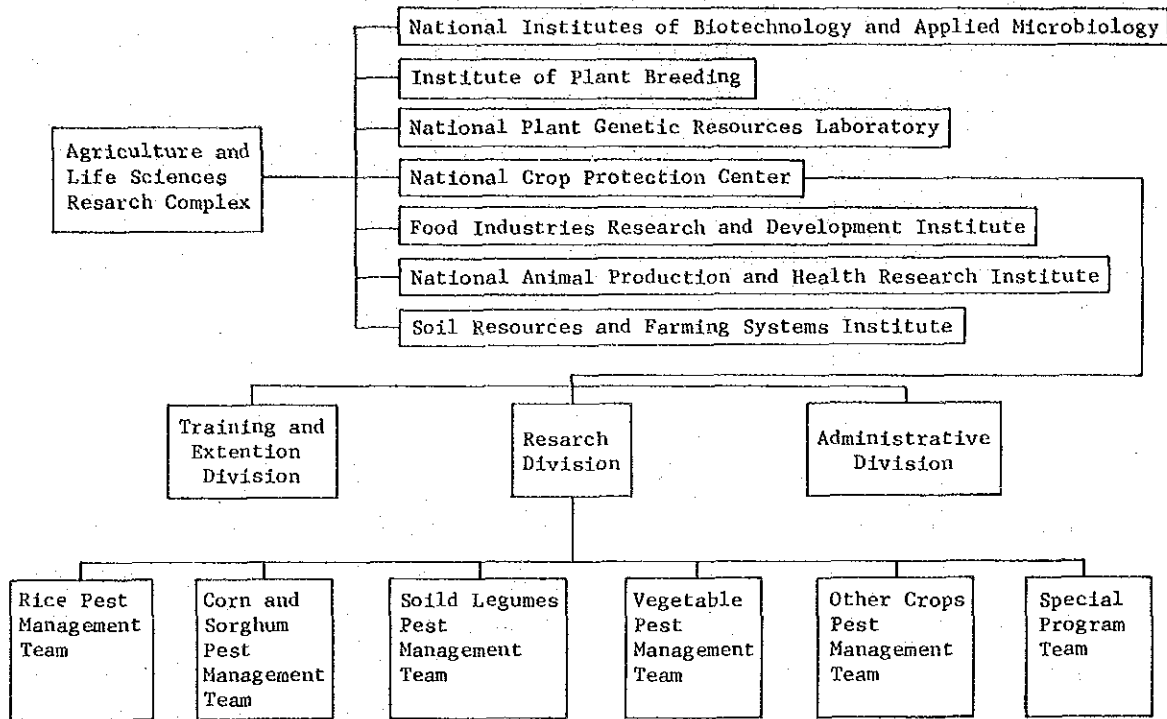 National Institutes of Biotechnology and Applied Microbiology
Institute of Plant Breeding
National Plant Genetic Resources Laboratory
Agriculture and
Life Sciences
Resarch Complex
National Crop Protection Center
Food Industries Research and Development Institute
National Animal Production and Health Research Institute
Soil Resources and Farming Systems Institute
Training and
Extention
Division
Resarch
Division
Administrative
Division
Rice Pest
Management
Team
Corn and
Sorghum
Pest
Management
Team
Soild Legumes
Pest
Management
Team
Vegetable
Pest
Management
Team
Other Crops
Pest
Management
Team
Special
Program
Team